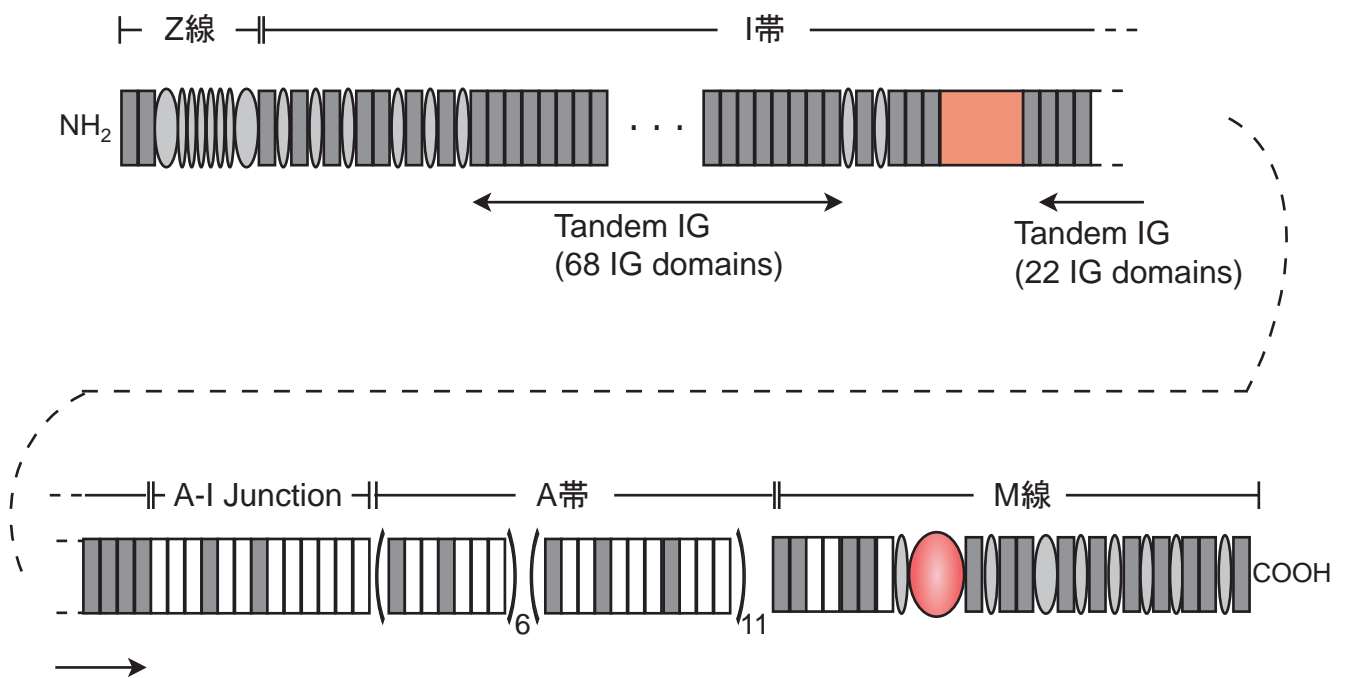 Z線
I帯
NH2
· · ·
Tandem IG
(68 IG domains)
Tandem IG
(22 IG domains)
A-I Junction
A帯
M線
6
11
COOH